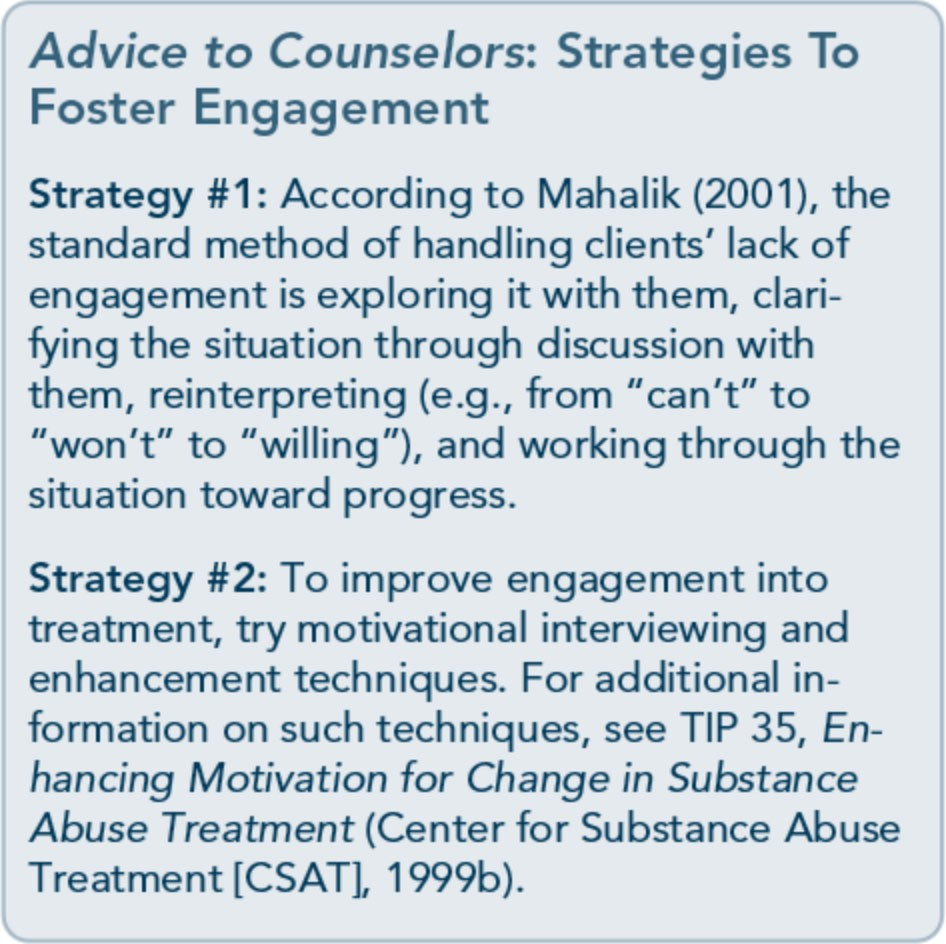 Advice to Counselors: Strategies To
Foster Engagement
Strategy #1: According to Mahalik (2001), the
standard method of handling clients’ lack of
engagement is exploring it with them, clari-
fying the situation through discussion with
them, reinterpreting (e.g., from “can’t” to
“won’t” to “willing”), and working through the
situation toward progress.
Strategy #2: To improve engagement into
treatment, try motivational interviewing and
enhancement techniques. For additional in-
formation on such techniques, see TIP 35, En-
hancing Motivation for Change in Substance
Abuse Treatment (Center for Substance Abuse
Treatment [CSAT], 1999b).